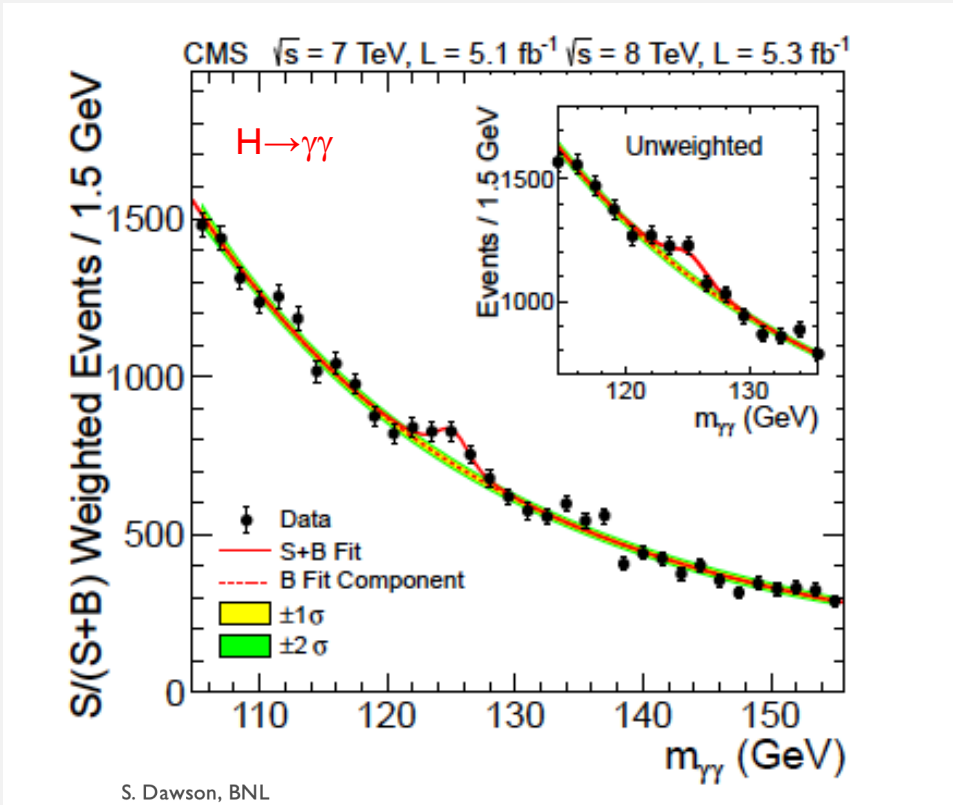 CMS √s = 7 TeV, L = 5.1 fb⁻¹ √s = 8 TeV, L = 5.3 fb⁻¹
S/(S+B) Weighted Events / 1.5 GeV
H→γγ
1500
1000
500
0
110 120 130 140 150
mγγ (GeV)
Unweighted
Events / 1.5 GeV
1500
1000
120 130
mγγ (GeV)
Data
S+B Fit
B Fit Component
±1σ
±2 σ
S. Dawson, BNL